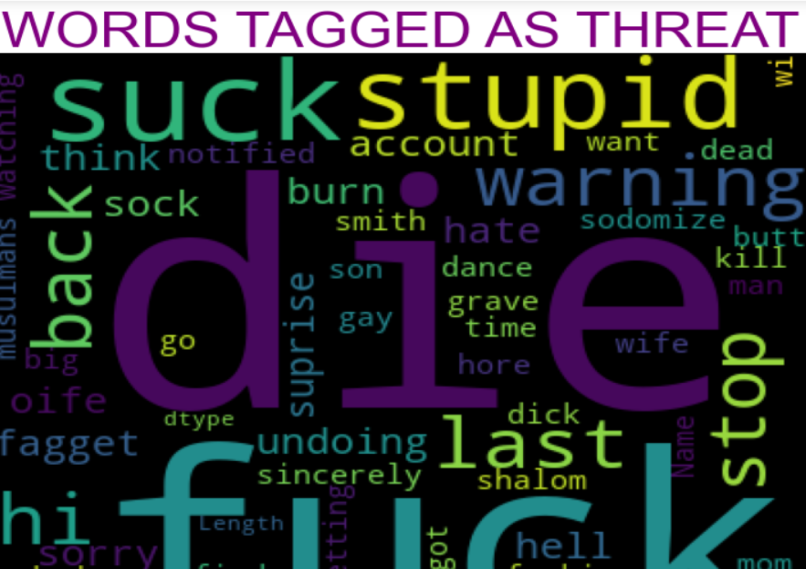 WORDS TAGGED AS THREAT
suck
stupid
watching
think
notified
account
want
dead
warning
back
sock
burn
smith
hate
sodomize
butt
kill
man
musulmans
die
son
dance
suprise
gay
grave
time
go
wife
hore
big
oife
dtype
dick
stop
fagget
undoing
last
Name
sincerely
shalom
hi
fuck
Length
sorry
got
hell
mom